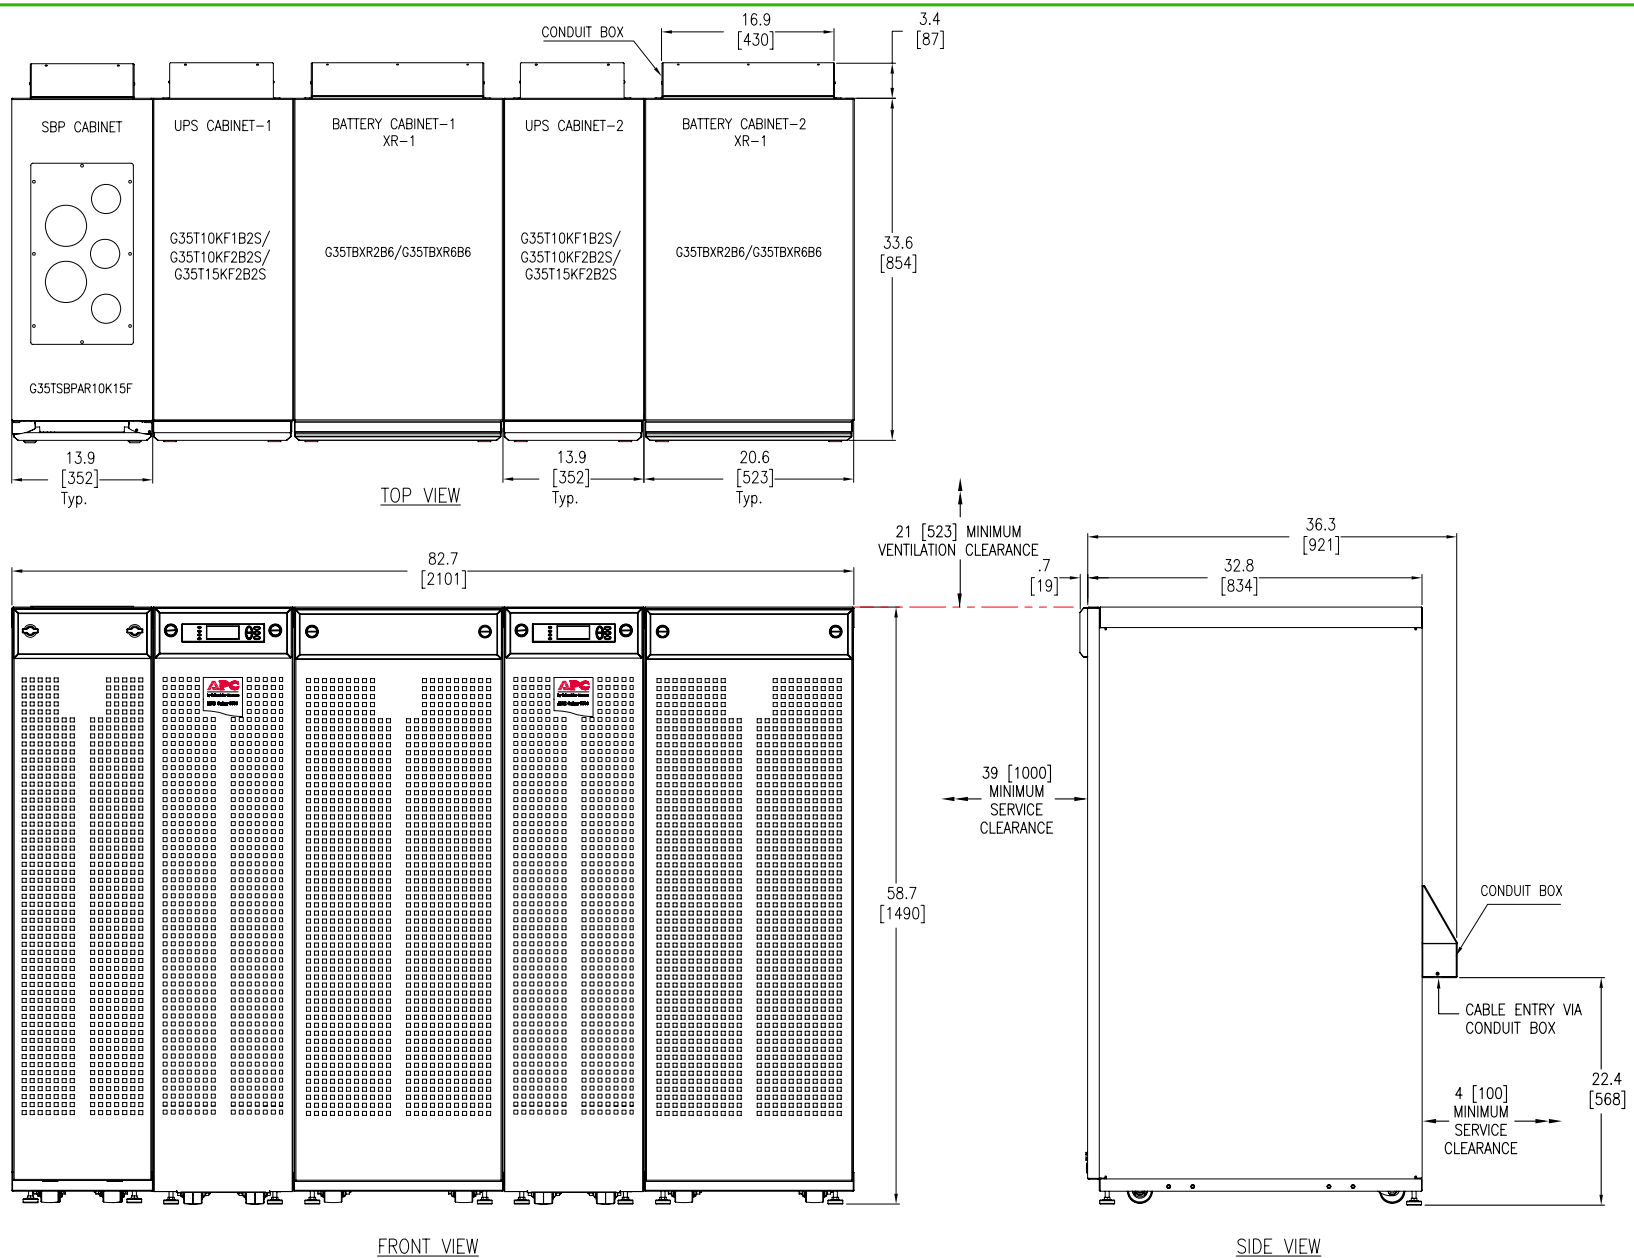 CONDUIT BOX
16.9
[430]
3.4
[87]
SBP CABINET
UPS CABINET-1
BATTERY CABINET-1
XR-1
UPS CABINET-2
BATTERY CABINET-2
XR-1
G35T10KF1B2S/
G35T10KF2B2S/
G35T15KF2B2S
G35TBXR2B6/G35TBXR6B6
G35T10KF1B2S/
G35T10KF2B2S/
G35T15KF2B2S
G35TBXR2B6/G35TBXR6B6
33.6
[854]
G35TSBPAR10K15F
13.9
[352]
Typ.
13.9
[352]
Typ.
20.6
[523]
Typ.
TOP VIEW
21 [523] MINIMUM
VENTILATION CLEARANCE
36.3
[921]
.7
[19]
32.8
[834]
82.7
[2101]
APC
APC
39 [1000]
MINIMUM
SERVICE
CLEARANCE
58.7
[1490]
CONDUIT BOX
CABLE ENTRY VIA
CONDUIT BOX
22.4
[568]
4 [100]
MINIMUM
SERVICE
CLEARANCE
FRONT VIEW
SIDE VIEW